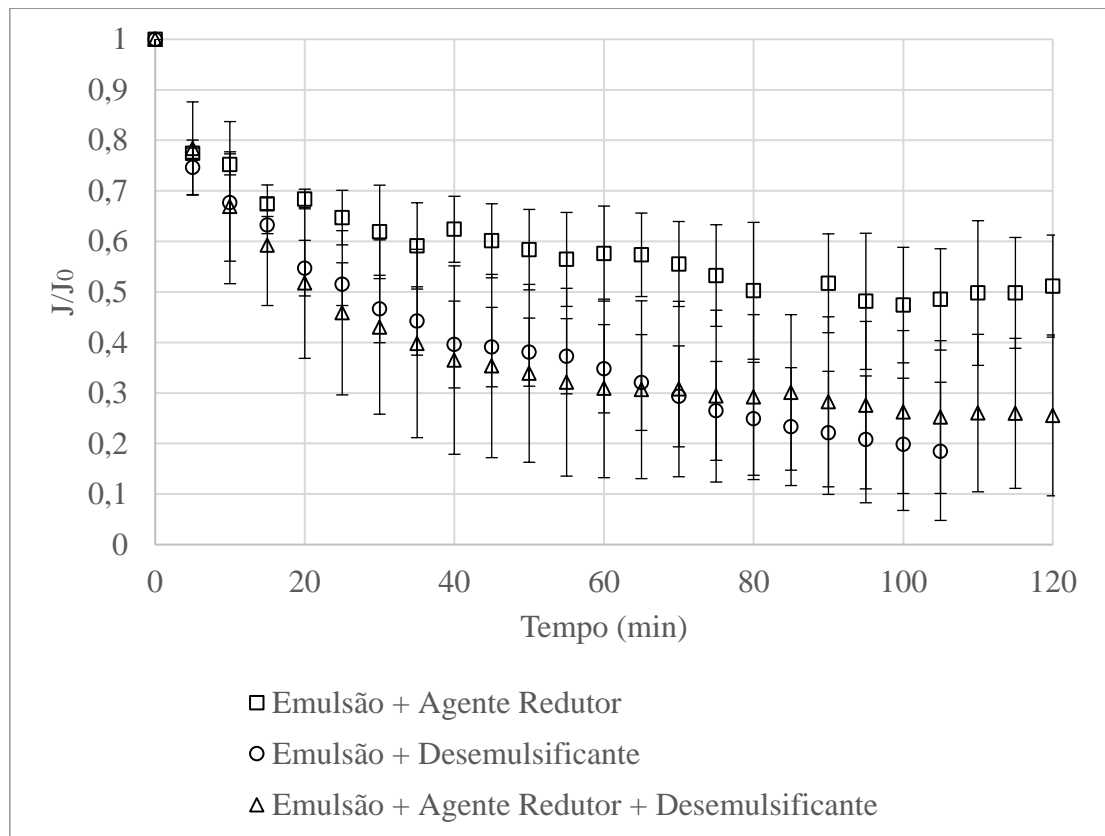 1
0,9
0,8
0,7
0,6
0,5
0,4
0,3
0,2
0,1
0
J/J0
0 20 40 60 80 100 120
Tempo (min)
Emulsão + Agente Redutor
Emulsão + Desemulsificante
Emulsão + Agente Redutor + Desemulsificante